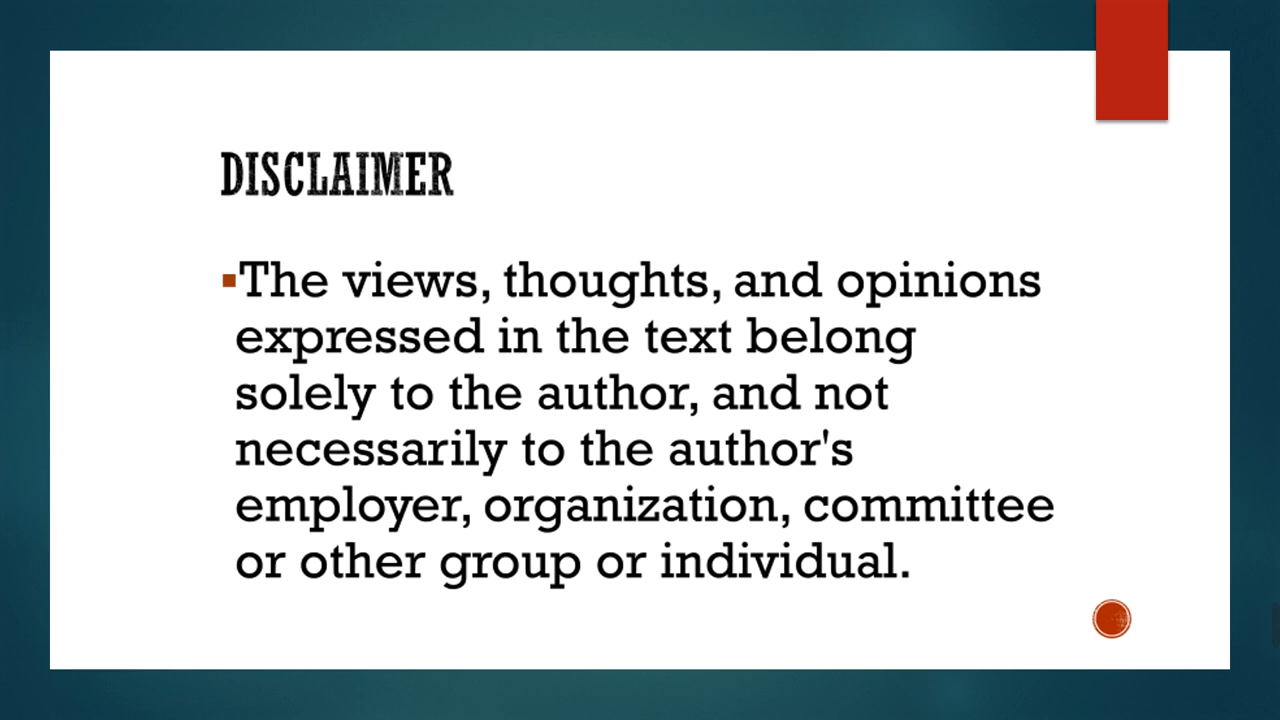 DISCLAIMER
▪The views, thoughts, and opinions
expressed in the text belong
solely to the author, and not
necessarily to the author's
employer, organization, committee
or other group or individual.